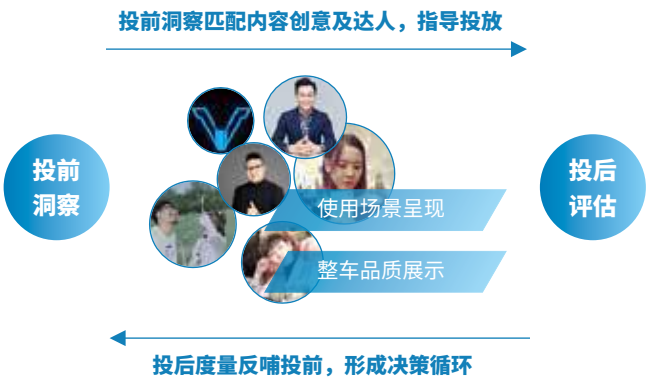 投前洞察匹配内容创意及达人，指导投放
投前
洞察
使用场景呈现
整车品质展示
投后
评估
投后度量反哺投前，形成决策循环